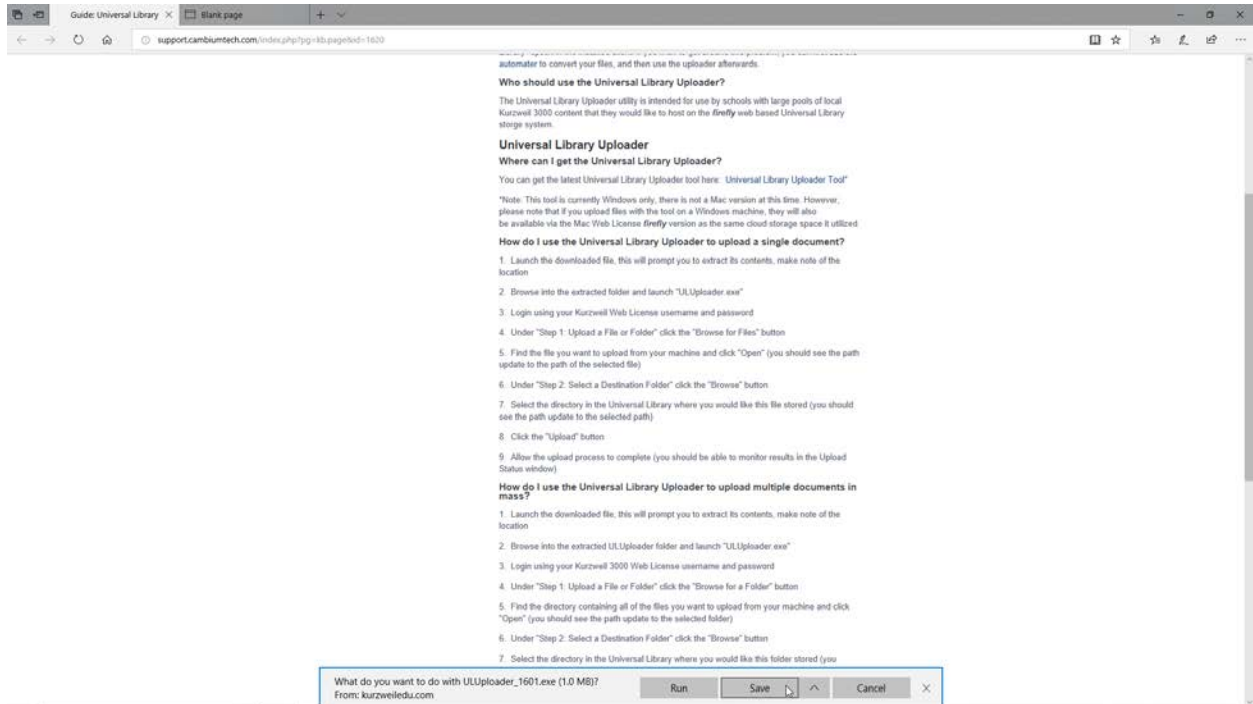 Guide: Universal Library
Blank page
support.cambiumtech.com/index.php?pg=kb.page&id=1620
automater to convert your files, and then use the uploader afterwards.
Who should use the Universal Library Uploader?
The Universal Library Uploader utility is intended for use by schools with large pools of local
Kurzweil 3000 content that they would like to host on the firefly web based Universal Library
storge system.
Universal Library Uploader
Where can I get the Universal Library Uploader?
You can get the latest Universal Library Uploader tool here: Universal Library Uploader Tool*
*Note: This tool is currently Windows only, there is not a Mac version at this time. However,
please note that if you upload files with the tool on a Windows machine, they will also
be available via the Mac Web License firefly version as the same cloud storage space it utilized
How do I use the Universal Library Uploader to upload a single document?
1. Launch the downloaded file, this will prompt you to extract its contents, make note of the
location
2. Browse into the extracted folder and launch "ULUploader.exe"
3. Login using your Kurzweil Web License username and password
4. Under "Step 1: Upload a File or Folder" click the "Browse for Files" button
5. Find the file you want to upload from your machine and click "Open" (you should see the path
update to the path of the selected file)
6. Under "Step 2: Select a Destination Folder" click the "Browse" button
7. Select the directory in the Universal Library where you would like this file stored (you should
see the path update to the selected path)
8. Click the "Upload" button
9. Allow the upload process to complete (you should be able to monitor results in the Upload
Status window)
How do I use the Universal Library Uploader to upload multiple documents in
mass?
1. Launch the downloaded file, this will prompt you to extract its contents, make note of the
location
2. Browse into the extracted ULUploader folder and launch "ULUploader.exe"
3. Login using your Kurzweil 3000 Web License username and password
4. Under "Step 1: Upload a File or Folder" click the "Browse for a Folder" button
5. Find the directory containing all of the files you want to upload from your machine and click
"Open" (you should see the path update to the selected folder)
6. Under "Step 2: Select a Destination Folder" click the "Browse" button
7. Select the directory in the Universal Library where you would like this folder stored (you
What do you want to do with ULUploader_1601.exe (1.0 MB)?
From: kurzweiledu.com
Run
Save
Cancel